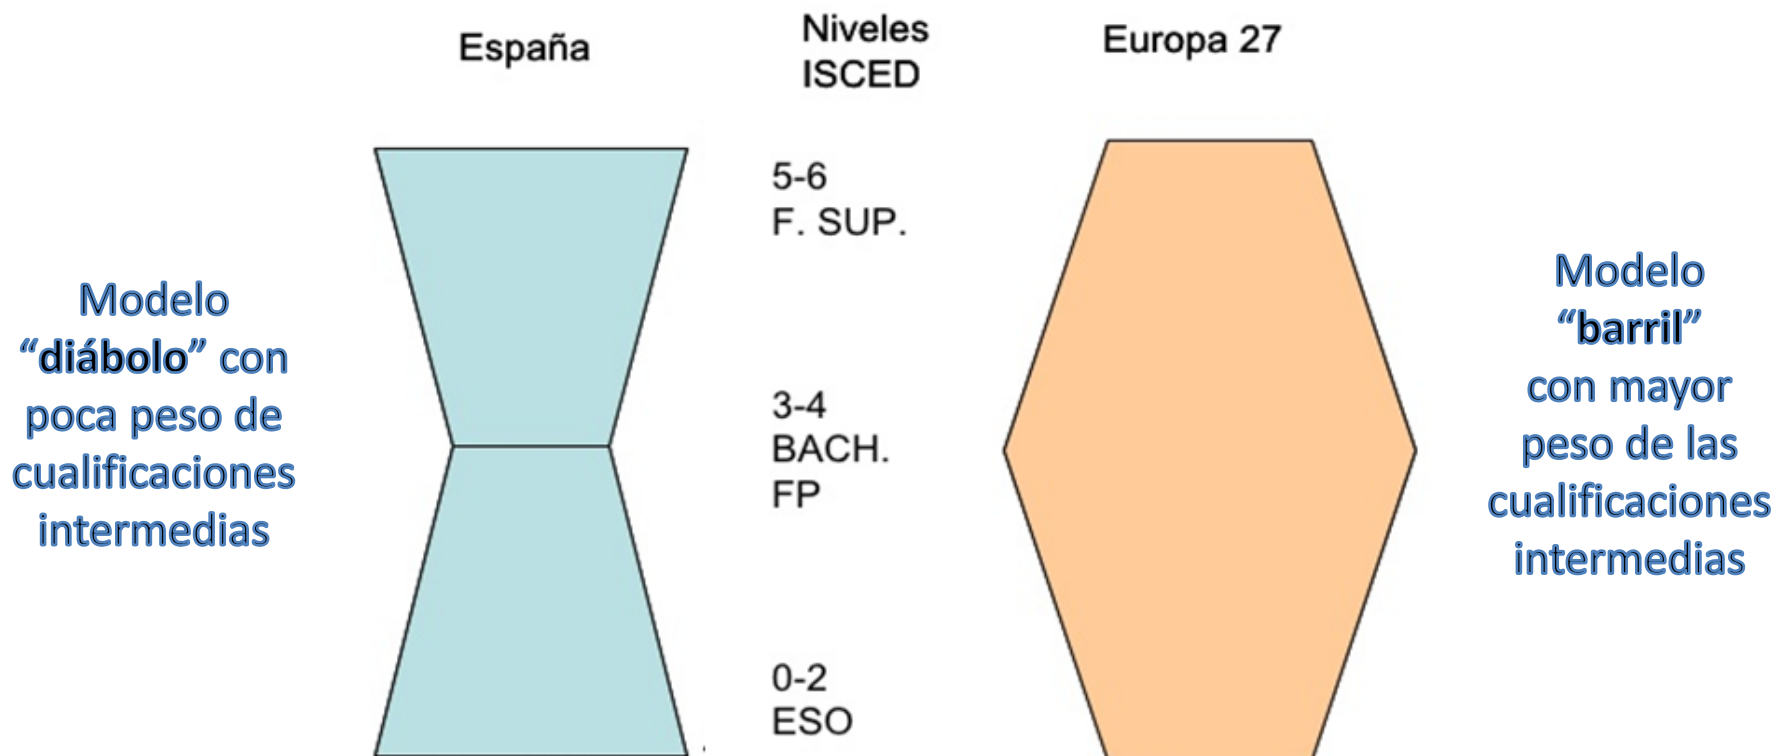 España
Niveles
ISCED
Europa 27
Modelo
“diábolo” con
poca peso de
cualificaciones
intermedias
5-6
F. SUP.
3-4
BACH.
FP
0-2
ESO
Modelo
“barril”
con mayor
peso de las
cualificaciones
intermedias